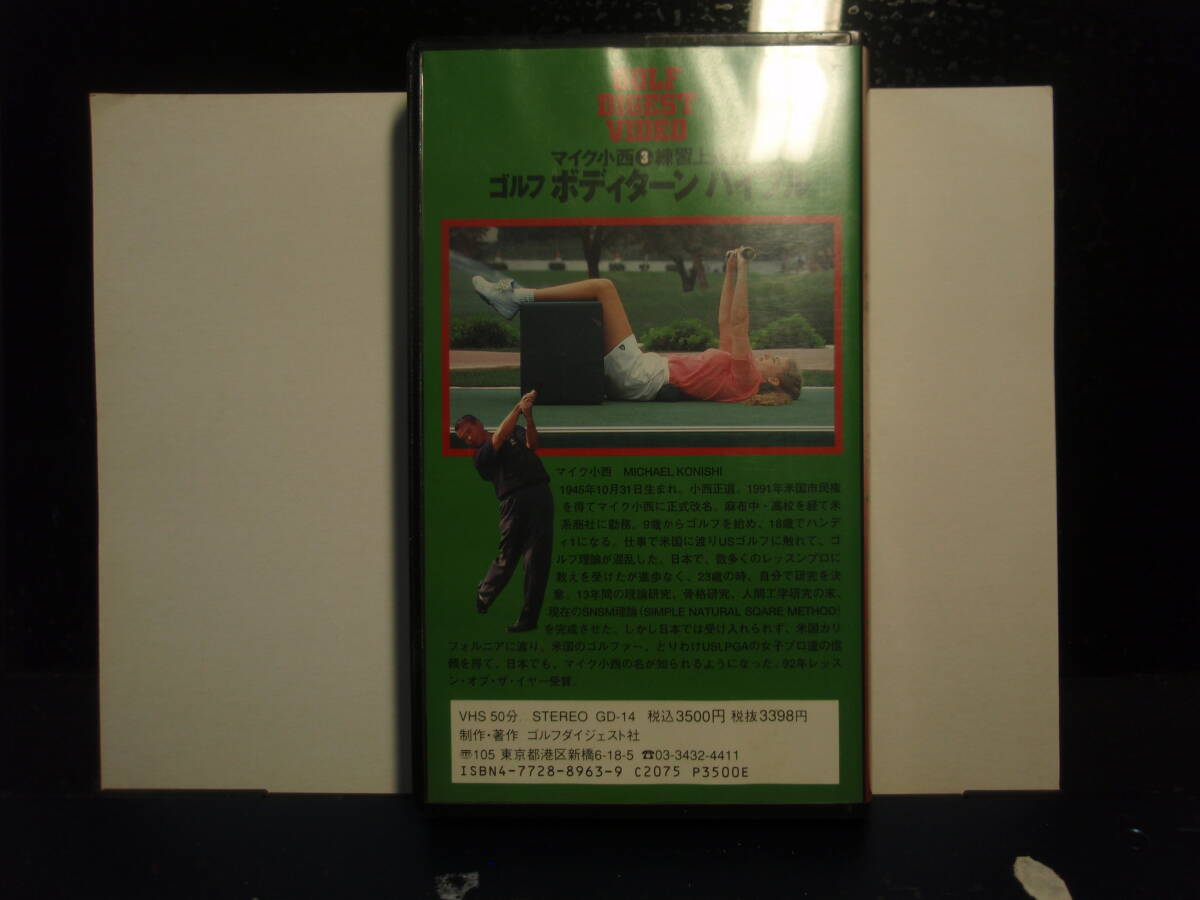 GOLF
DIGEST
VIDEO
マイク小西❸練習上
ゴルフ ボディターン
マイク小西 MICHAEL KONISHI
1945年10月31日生まれ。小西正道。1991年米国市民権
を得てマイク小西に正式改名。麻布中・高校を経て米
系商社に勤務。9歳からゴルフを始め、18歳でハンデ
ィ1になる。仕事で米国に渡りUSゴルフに触れて、ゴ
ルフ理論が混乱した。日本で、数多くのレッスンプロに
教えを受けたが進歩なく、23歳の時、自分で研究を決
意。13年間の理論研究、骨格研究、人間工学研究の末、
現在のSNSM理論(SIMPLE NATURAL SQARE METHOD)
を完成させた。しかし日本では受け入れられず、米国カリ
フォルニアに渡り、米国のゴルファー、とりわけUSLPGAの女子プロ達の信
頼を得て、日本でも、マイク小西の名が知られるようになった。92年レッス
ン・オブ・ザ・イヤー受賞。
VHS 50分 STEREO GD-14 税込3500円 税抜3398円
制作・著作 ゴルフダイジェスト社
〠105 東京都港区新橋6-18-5 ☎03-3432-4411
ISBN4-7728-8963-9 C2075 P3500E